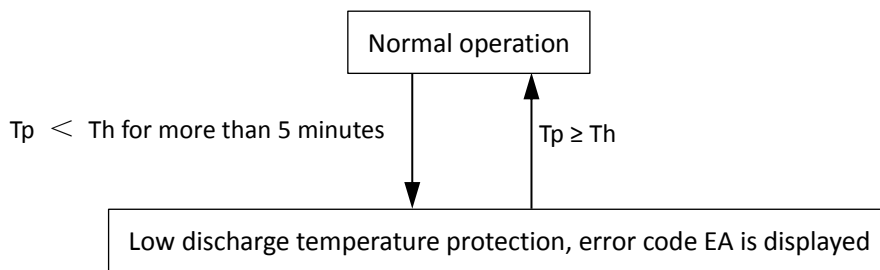 Normal operation
Tp ＜ Th for more than 5 minutes
Tp ≥ Th
Low discharge temperature protection, error code EA is displayed